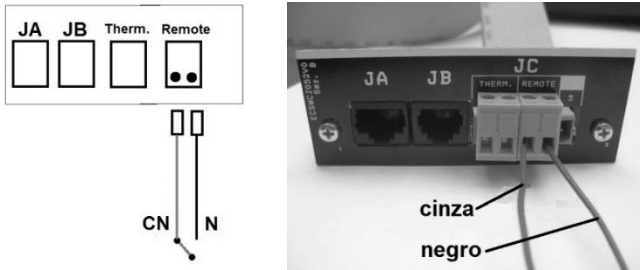 JA JB Therm. Remote
CN N
JC
JA JB THERM. REMOTE
cinza
negro